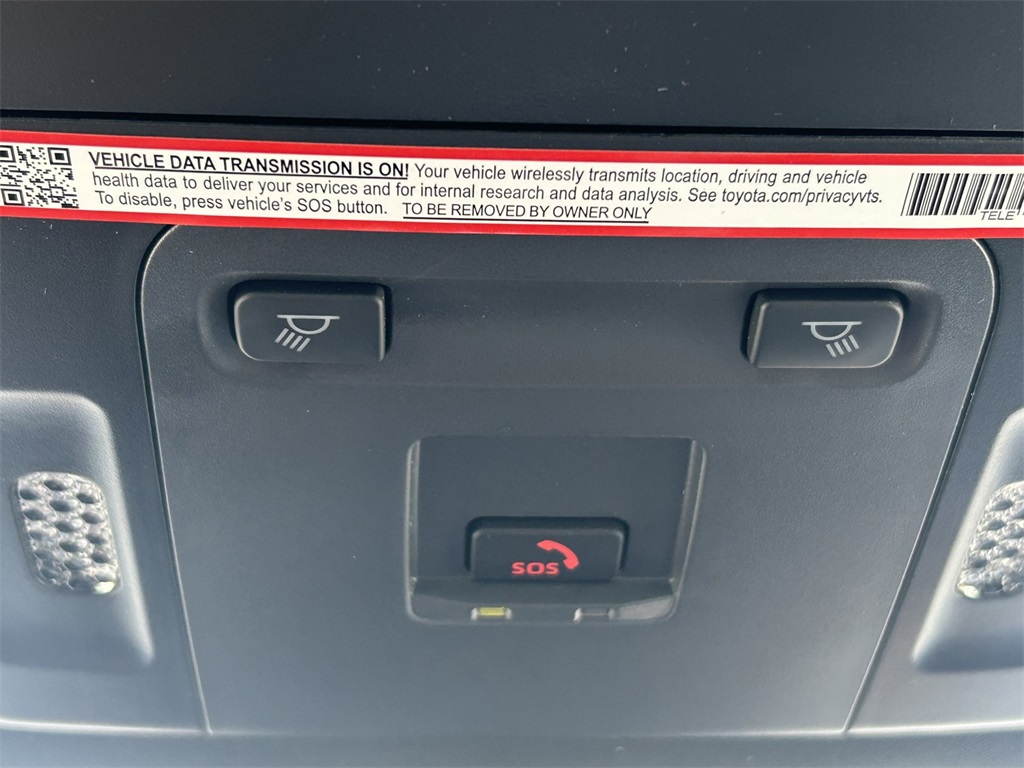 VEHICLE DATA TRANSMISSION IS ON! Your vehicle wirelessly transmits location, driving and vehicle
health data to deliver your services and for internal research and data analysis. See toyota.com/privacyvts.
To disable, press vehicle's SOS button. TO BE REMOVED BY OWNER ONLY
TELE
SOS